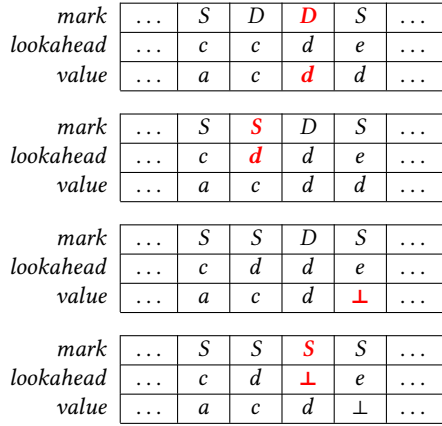 mark ... S D D S ...
lookahead ... c c d e ...
value ... a c d d ...
mark ... S S D S ...
lookahead ... c d d e ...
value ... a c d d ...
mark ... S S D S ...
lookahead ... c d d e ...
value ... a c d ⊥ ...
mark ... S S S S ...
lookahead ... c d ⊥ e ...
value ... a c d ⊥ ...